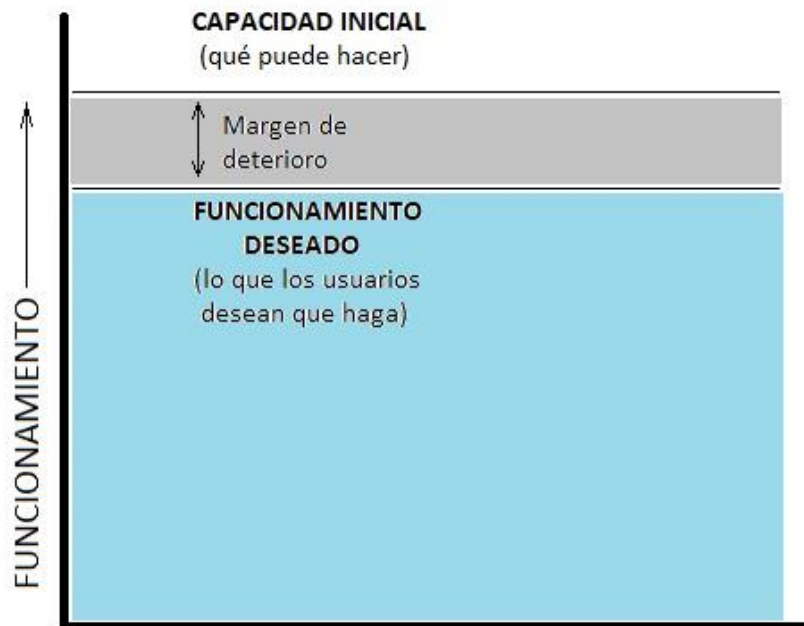 CAPACIDAD INICIAL
(qué puede hacer)
Margen de
deterioro
FUNCIONAMIENTO
DESEADO
(lo que los usuarios
desean que haga)
FUNCIONAMIENTO